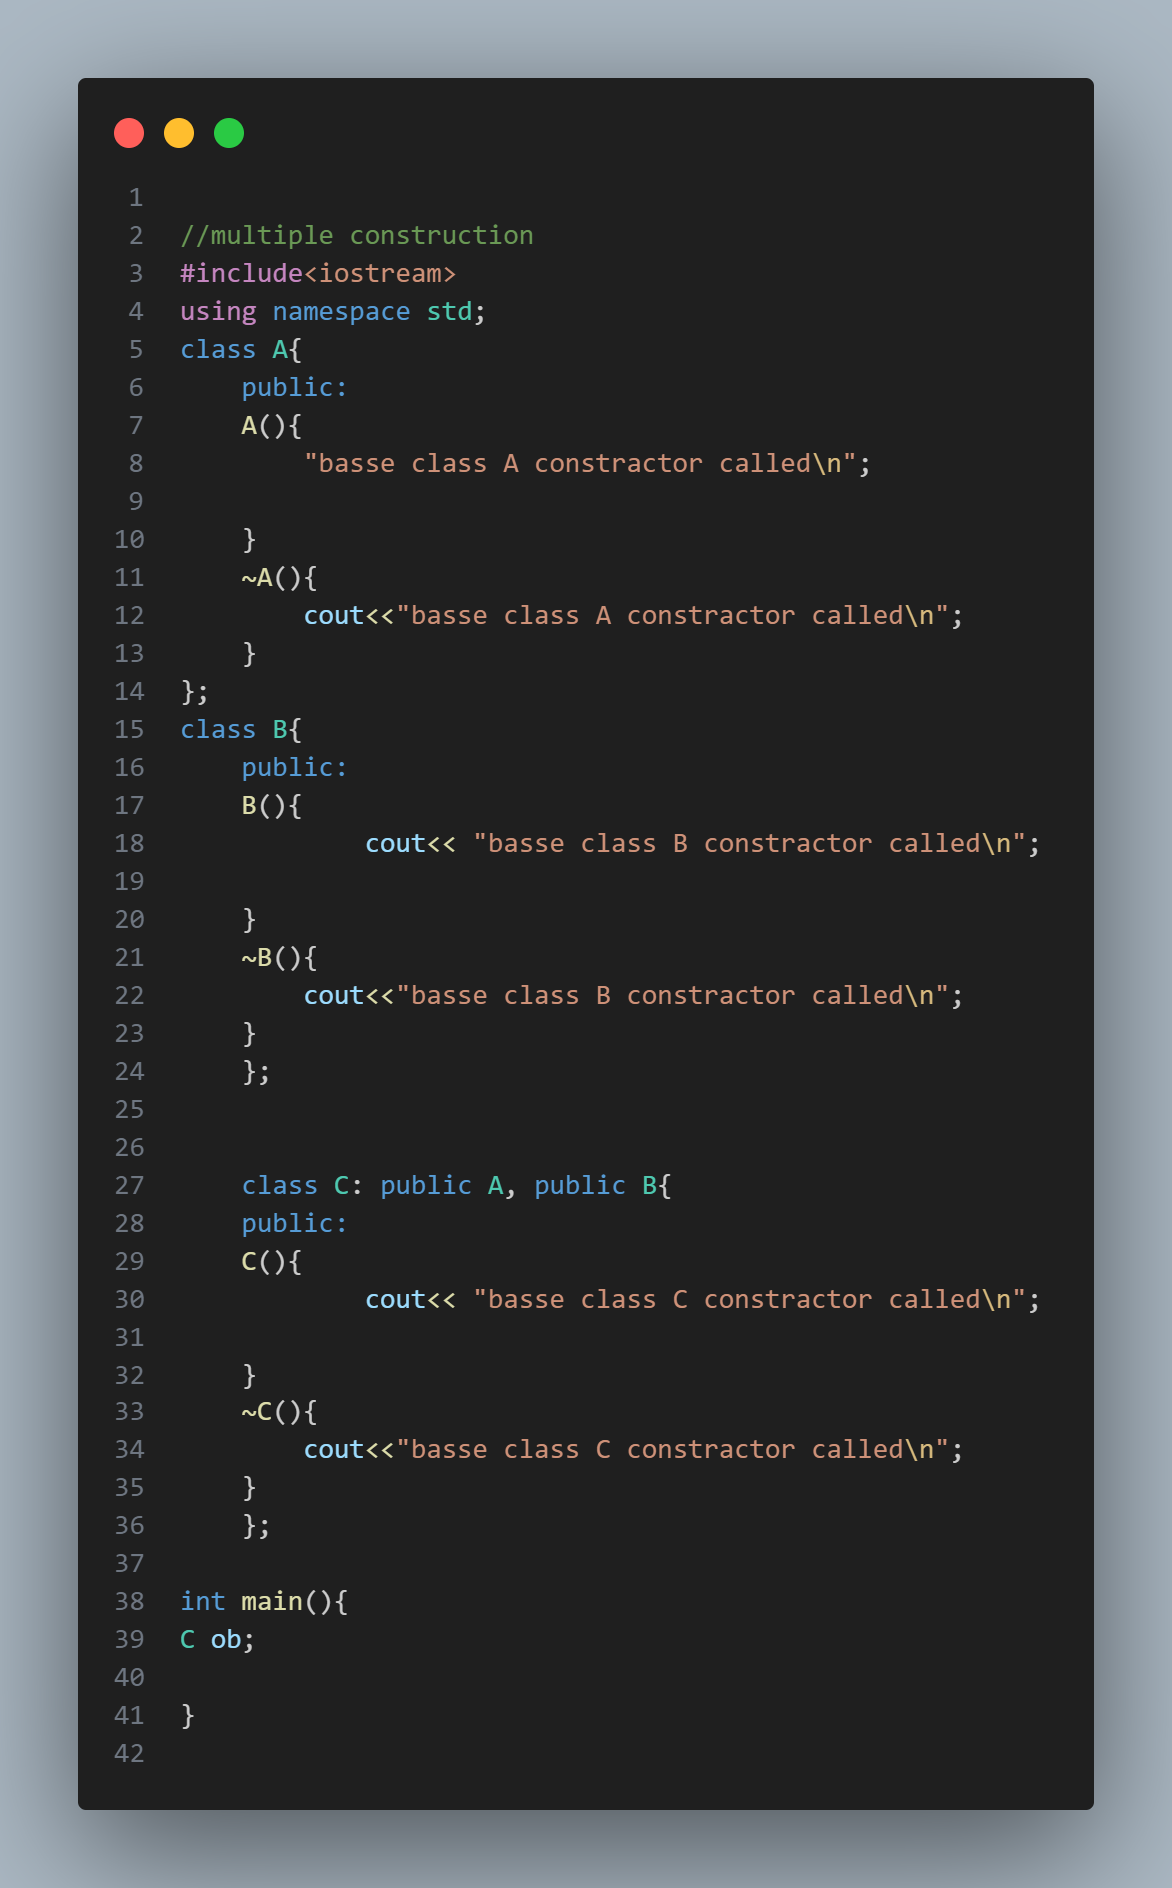 1
2 //multiple construction
3 #include<iostream>
4 using namespace std;
5 class A{
6     public:
7     A(){
8         "basse class A constractor called\n";
9
10     }
11     ~A(){
12         cout<<"basse class A constractor called\n";
13     }
14 };
15 class B{
16     public:
17     B(){
18             cout<< "basse class B constractor called\n";
19
20     }
21     ~B(){
22         cout<<"basse class B constractor called\n";
23     }
24     };
25
26
27     class C: public A, public B{
28     public:
29     C(){
30             cout<< "basse class C constractor called\n";
31
32     }
33     ~C(){
34         cout<<"basse class C constractor called\n";
35     }
36     };
37
38 int main(){
39 C ob;
40
41 }
42